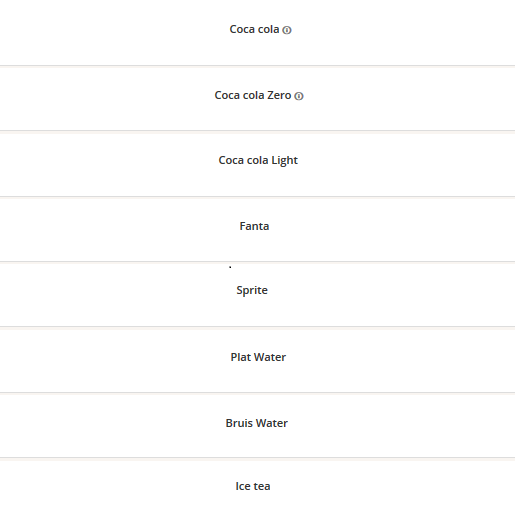 Coca cola ⓘ
Coca cola Zero ⓘ
Coca cola Light
Fanta
Sprite
Plat Water
Bruis Water
Ice tea